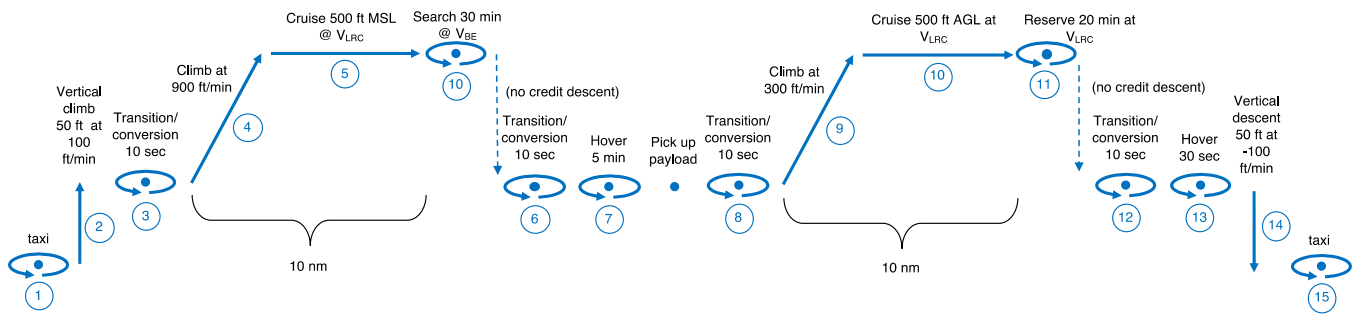 taxi
1
Vertical
climb
50 ft at
100
ft/min
2
Transition/
conversion
10 sec
3
Climb at
900 ft/min
4
Cruise 500 ft MSL
@ VLRC
5
Search 30 min
@ VBE
10
(no credit descent)
Transition/
conversion
10 sec
6
Hover
5 min
7
Pick up
payload
Transition/
conversion
10 sec
8
10 nm
Climb at
300 ft/min
9
Cruise 500 ft AGL at
VLRC
10
Reserve 20 min at
VLRC
11
(no credit descent)
Transition/
conversion
10 sec
12
Hover
30 sec
13
Vertical
descent
50 ft at
-100
ft/min
14
taxi
15
10 nm